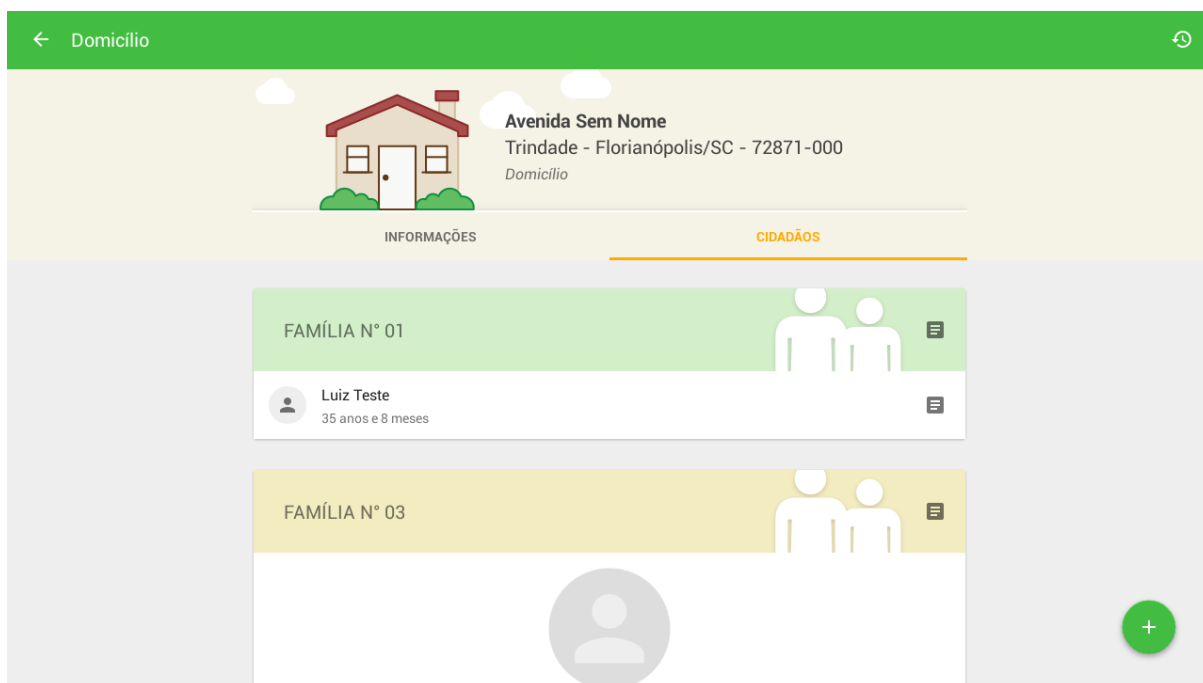 Domicílio
Avenida Sem Nome
Trindade - Florianópolis/SC - 72871-000
Domicílio
INFORMAÇÕES
CIDADÃOS
FAMÍLIA N° 01
Luiz Teste
35 anos e 8 meses
FAMÍLIA N° 03